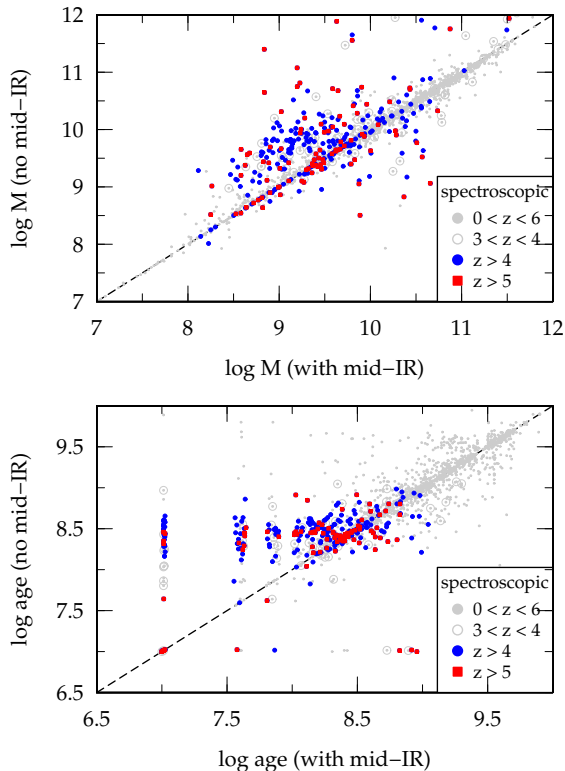 12
11
10
9
8
7
log M (no mid−IR)
spectroscopic
0 < z < 6
3 < z < 4
z > 4
z > 5
7 8 9 10 11 12
log M (with mid−IR)
9.5
8.5
7.5
6.5
log age (no mid−IR)
spectroscopic
0 < z < 6
3 < z < 4
z > 4
z > 5
6.5 7.5 8.5 9.5
log age (with mid−IR)